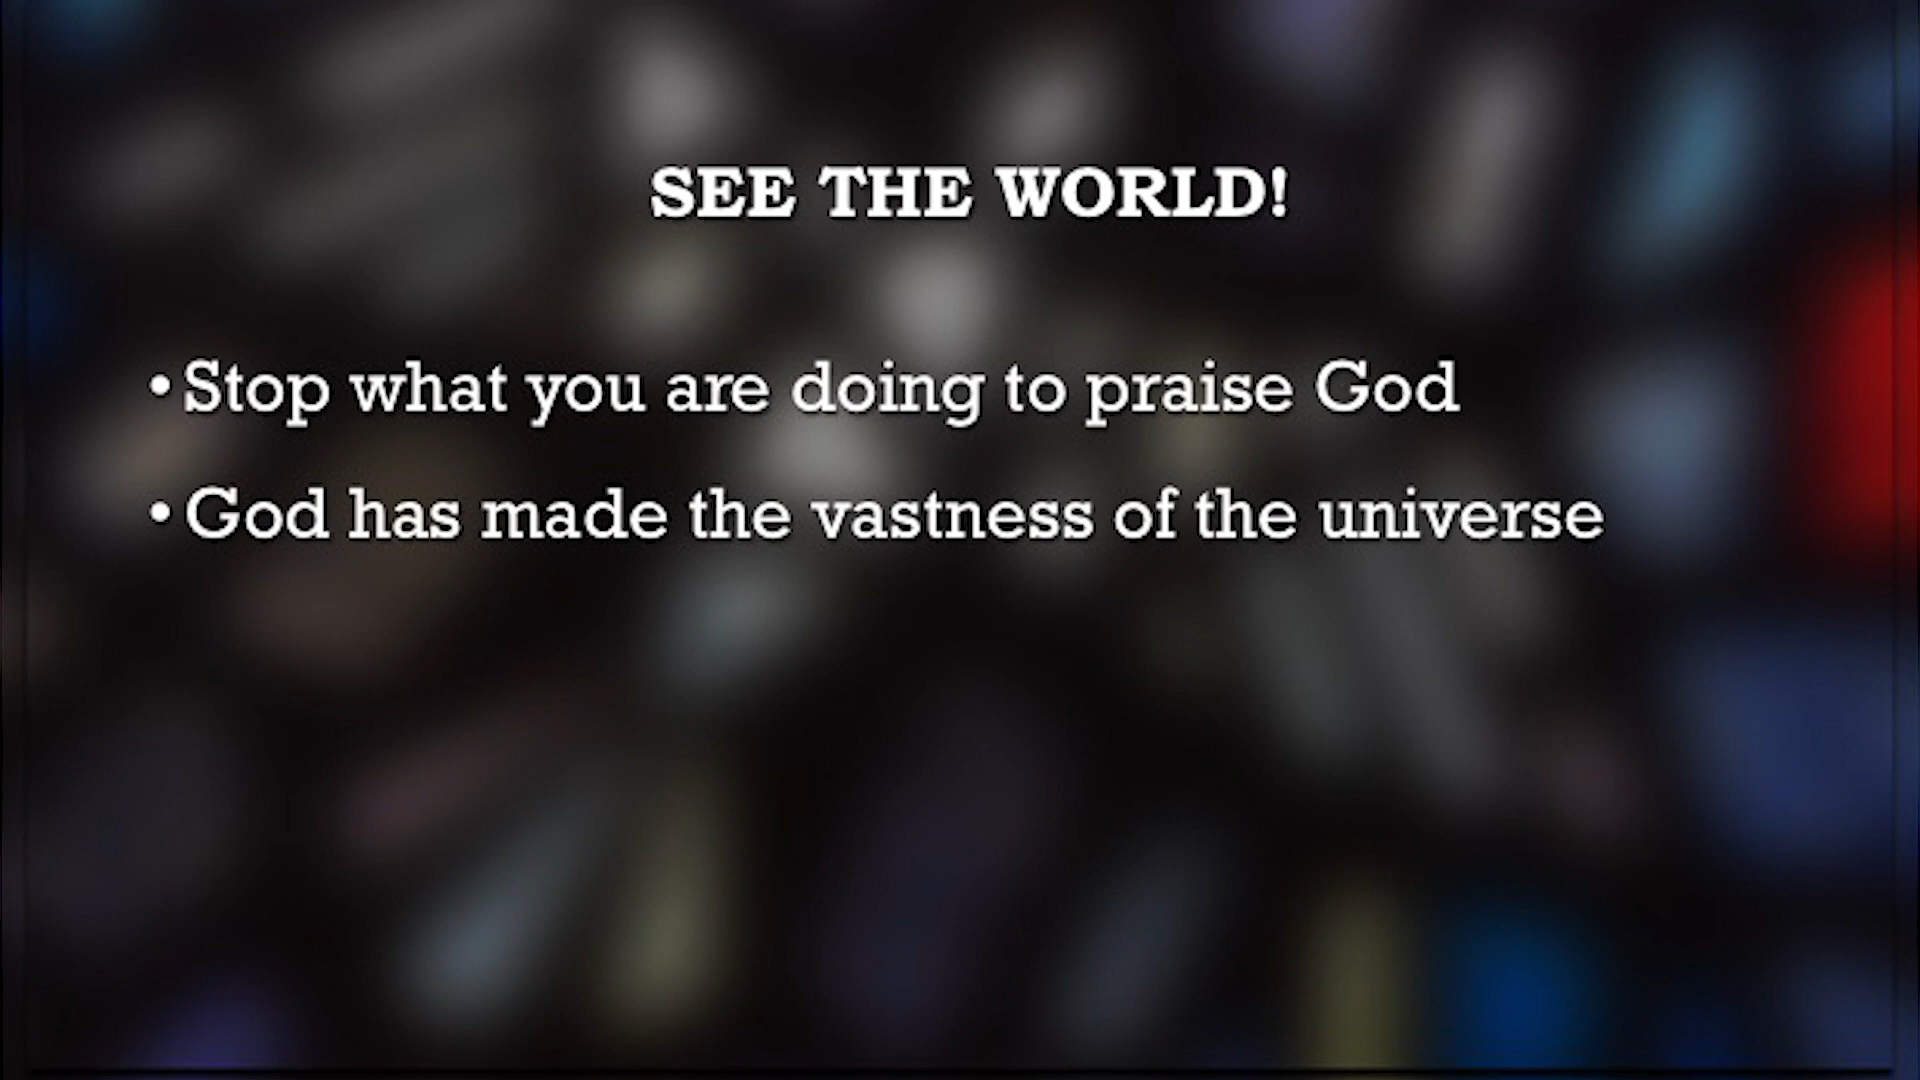 SEE THE WORLD!
• Stop what you are doing to praise God
• God has made the vastness of the universe